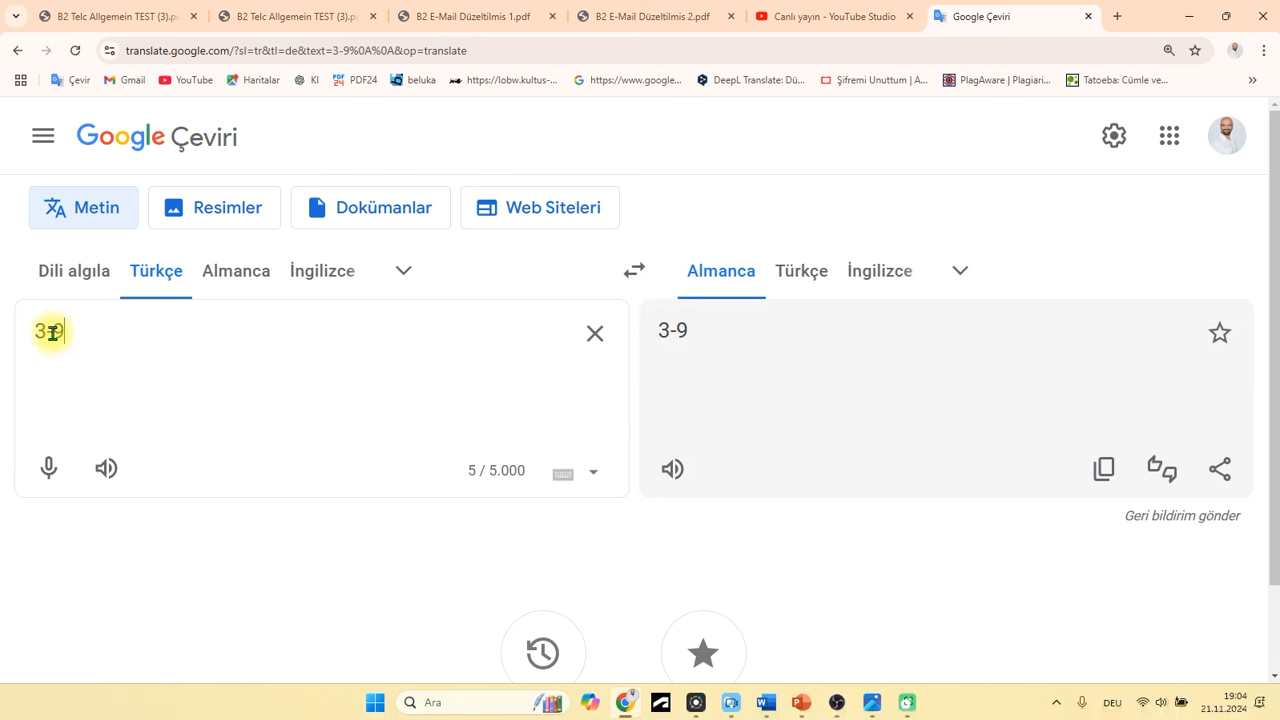 B2 Telc Allgemein TEST (3).p
B2 Telc Allgemein TEST (3).p
B2 E-Mail Düzeltilmis 1.pdf
B2 E-Mail Düzeltilmis 2.pdf
Canlı yayın - YouTube Studio
Google Çeviri
translate.google.com/?sl=tr&tl=de&text=3-9%0A%0A&op=translate
Çevir
Gmail
YouTube
Haritalar
KI
PDF24
beluka
https://lobw.kultus-...
https://www.google...
DeepL Translate: Dü...
Şifremi Unuttum | A...
PlagAware | Plagiari...
Tatoeba: Cümle ve...
Google Çeviri
Metin
Resimler
Dokümanlar
Web Siteleri
Dili algıla
Türkçe
Almanca
İngilizce
Almanca
Türkçe
İngilizce
3-9
3-9
5 / 5.000
Geri bildirim gönder
Ara
DEU
19:04
21.11.2024